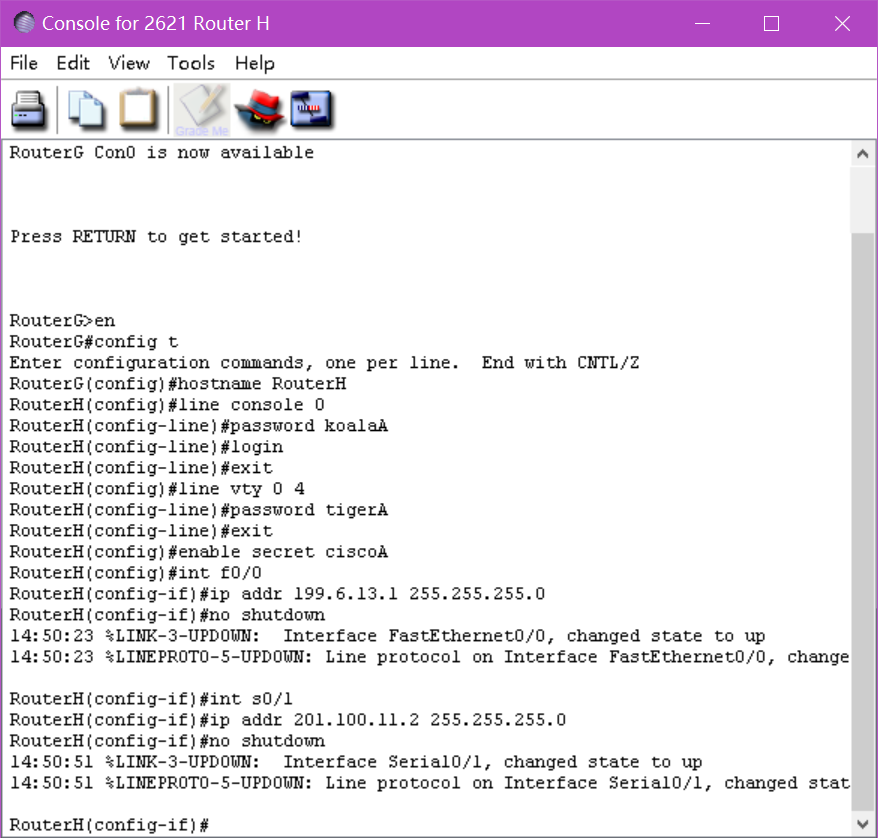 Console for 2621 Router H
File Edit View Tools Help
Grade Me
RouterG Con0 is now available
Press RETURN to get started!
RouterG>en
RouterG#config t
Enter configuration commands, one per line.  End with CNTL/Z
RouterG(config)#hostname RouterH
RouterH(config)#line console 0
RouterH(config-line)#password koalaA
RouterH(config-line)#login
RouterH(config-line)#exit
RouterH(config)#line vty 0 4
RouterH(config-line)#password tigerA
RouterH(config-line)#exit
RouterH(config)#enable secret ciscoA
RouterH(config)#int f0/0
RouterH(config-if)#ip addr 199.6.13.1 255.255.255.0
RouterH(config-if)#no shutdown
14:50:23 %LINK-3-UPDOWN:  Interface FastEthernet0/0, changed state to up
14:50:23 %LINEPROTO-5-UPDOWN: Line protocol on Interface FastEthernet0/0, change
RouterH(config-if)#int s0/1
RouterH(config-if)#ip addr 201.100.11.2 255.255.255.0
RouterH(config-if)#no shutdown
14:50:51 %LINK-3-UPDOWN:  Interface Serial0/1, changed state to up
14:50:51 %LINEPROTO-5-UPDOWN: Line protocol on Interface Serial0/1, changed stat
RouterH(config-if)#